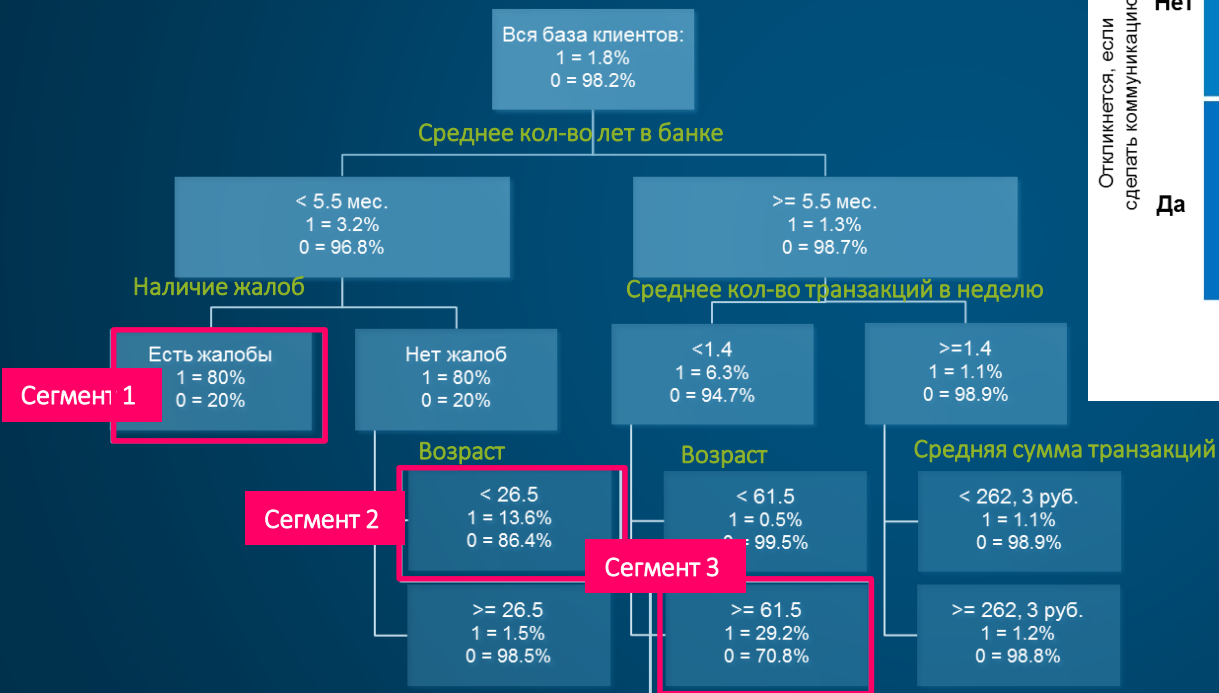 Вся база клиентов:
1 = 1.8%
0 = 98.2%
Среднее кол-во лет в банке
< 5.5 мес.
1 = 3.2%
0 = 96.8%
>= 5.5 мес.
1 = 1.3%
0 = 98.7%
Наличие жалоб
Среднее кол-во транзакций в неделю
Есть жалобы
1 = 80%
0 = 20%
Сегмент 1
Нет жалоб
1 = 80%
0 = 20%
<1.4
1 = 6.3%
0 = 94.7%
>=1.4
1 = 1.1%
0 = 98.9%
Возраст
Возраст
Средняя сумма транзакций
< 26.5
1 = 13.6%
0 = 86.4%
Сегмент 2
< 61.5
1 = 0.5%
= 99.5%
< 262, 3 руб.
1 = 1.1%
0 = 98.9%
Сегмент 3
>= 26.5
1 = 1.5%
0 = 98.5%
>= 61.5
1 = 29.2%
0 = 70.8%
>= 262, 3 руб.
1 = 1.2%
0 = 98.8%
Откликнется, если
сделать коммуникацию
Нет
Да